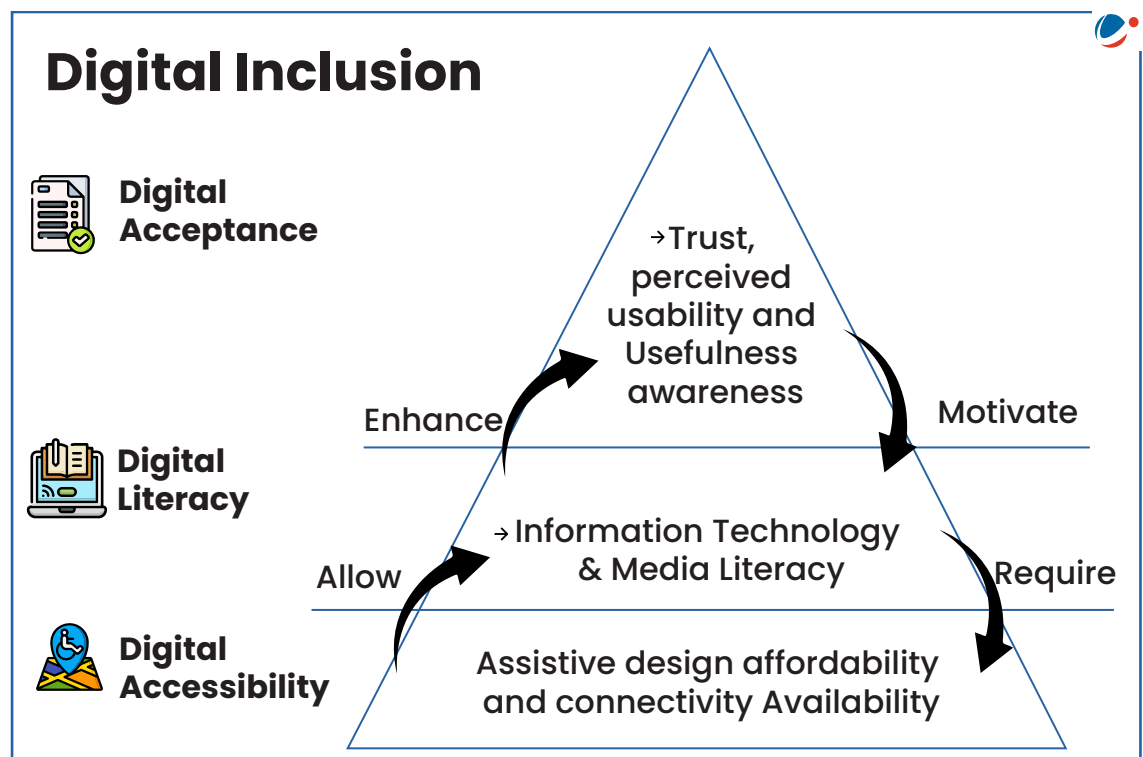 Digital Inclusion
Digital
Acceptance
→Trust,
perceived
usability and
Usefulness
awareness
Enhance
Motivate
Digital
Literacy
→Information Technology
& Media Literacy
Allow
Require
Digital
Accessibility
Assistive design affordability
and connectivity Availability